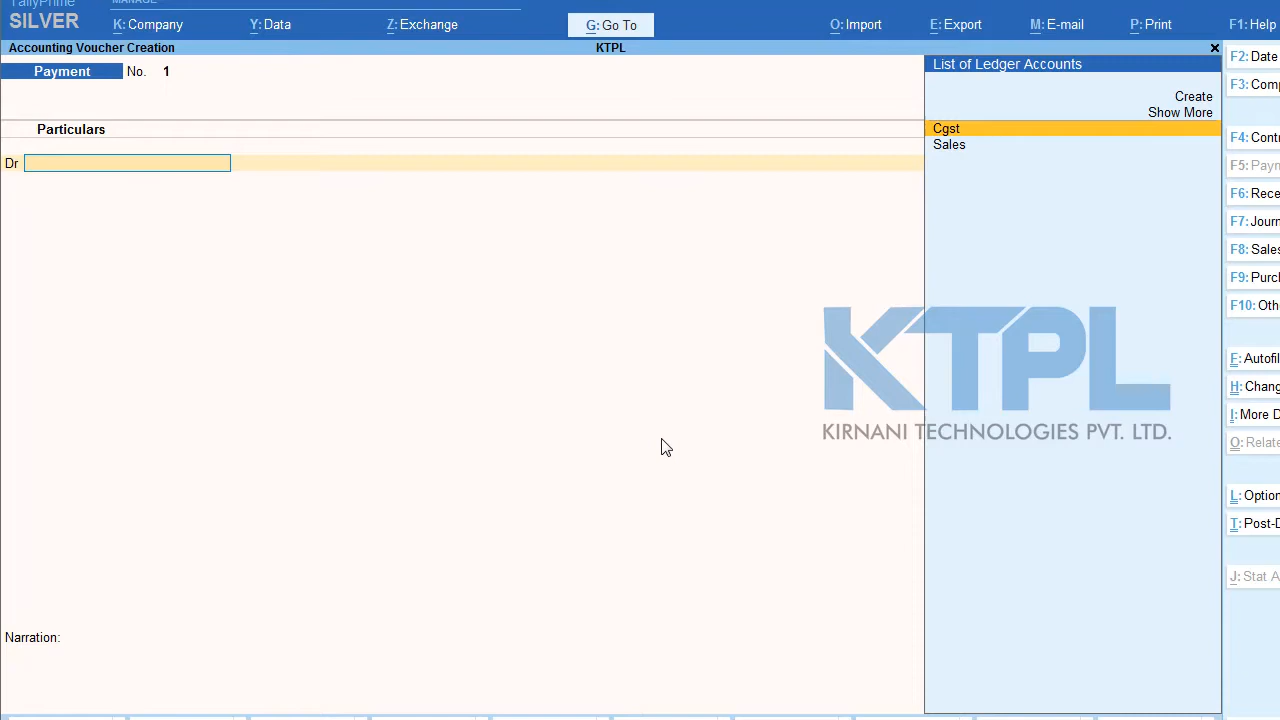 TallyPrime
MANAGE
SILVER
K: Company
Y: Data
Z: Exchange
G: Go To
O: Import
E: Export
M: E-mail
P: Print
F1: Help
Accounting Voucher Creation
KTPL
Payment
No. 1
Particulars
Dr
List of Ledger Accounts
Create
Show More
Cgst
Sales
F2: Date
F3: Comp
F4: Contr
F5: Paym
F6: Rece
F7: Journ
F8: Sales
F9: Purch
F10: Oth
F: Autofil
H: Chang
I: More D
O: Relate
L: Option
T: Post-D
J: Stat A
KTPL
KIRNANI TECHNOLOGIES PVT. LTD.
Narration: